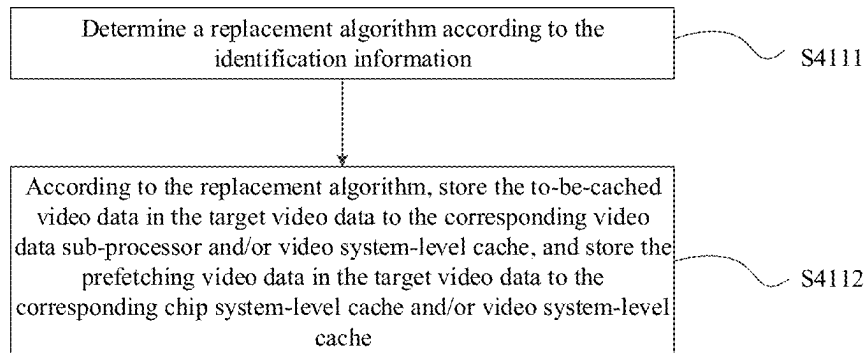 Determine a replacement algorithm according to the
identification information
S4111
According to the replacement algorithm, store the to-be-cached
video data in the target video data to the corresponding video
data sub-processor and/or video system-level cache, and store the
prefetching video data in the target video data to the
corresponding chip system-level cache and/or video system-level
cache
S4112